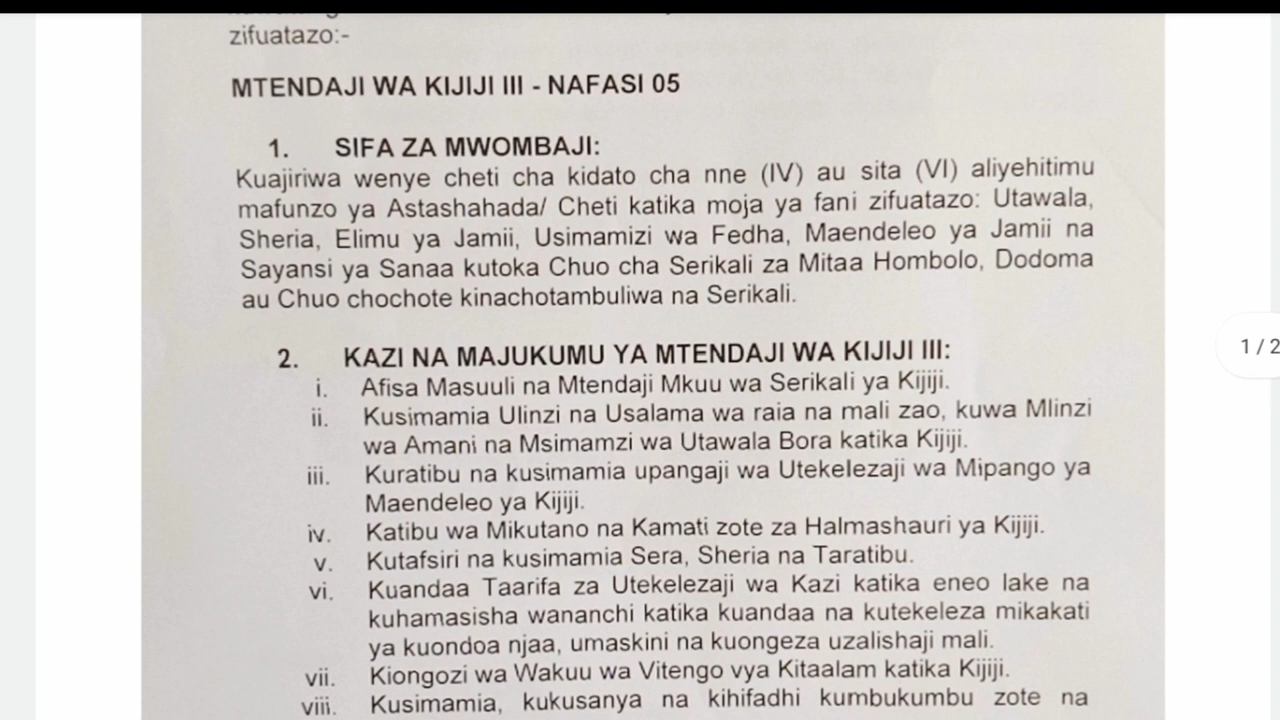 zifuatazo:-
MTENDAJI WA KIJIJI III - NAFASI 05
1. SIFA ZA MWOMBAJI:
Kuajiriwa wenye cheti cha kidato cha nne (IV) au sita (VI) aliyehitimu
mafunzo ya Astashahada/ Cheti katika moja ya fani zifuatazo: Utawala,
Sheria, Elimu ya Jamii, Usimamizi wa Fedha, Maendeleo ya Jamii na
Sayansi ya Sanaa kutoka Chuo cha Serikali za Mitaa Hombolo, Dodoma
au Chuo chochote kinachotambuliwa na Serikali.
2. KAZI NA MAJUKUMU YA MTENDAJI WA KIJIJI III:
i. Afisa Masuuli na Mtendaji Mkuu wa Serikali ya Kijiji.
ii. Kusimamia Ulinzi na Usalama wa raia na mali zao, kuwa Mlinzi
wa Amani na Msimamzi wa Utawala Bora katika Kijiji.
iii. Kuratibu na kusimamia upangaji wa Utekelezaji wa Mipango ya
Maendeleo ya Kijiji.
iv. Katibu wa Mikutano na Kamati zote za Halmashauri ya Kijiji.
v. Kutafsiri na kusimamia Sera, Sheria na Taratibu.
vi. Kuandaa Taarifa za Utekelezaji wa Kazi katika eneo lake na
kuhamasisha wananchi katika kuandaa na kutekeleza mikakati
ya kuondoa njaa, umaskini na kuongeza uzalishaji mali.
vii. Kiongozi wa Wakuu wa Vitengo vya Kitaalam katika Kijiji.
viii. Kusimamia, kukusanya na kihifadhi kumbukumbu zote na
1 / 2